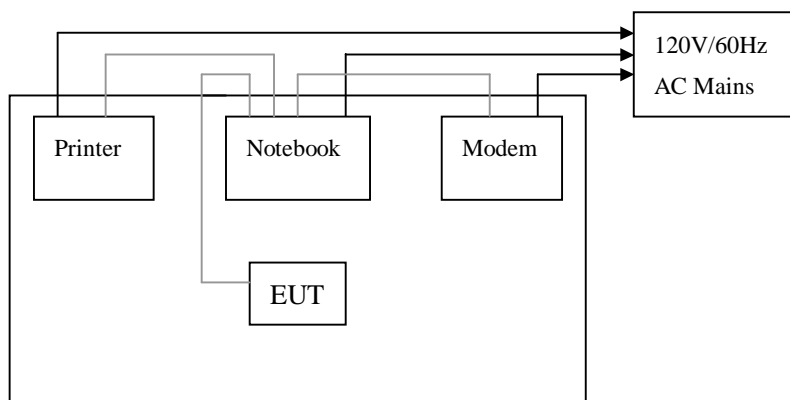 120V/60Hz
AC Mains
Printer
Notebook
Modem
EUT